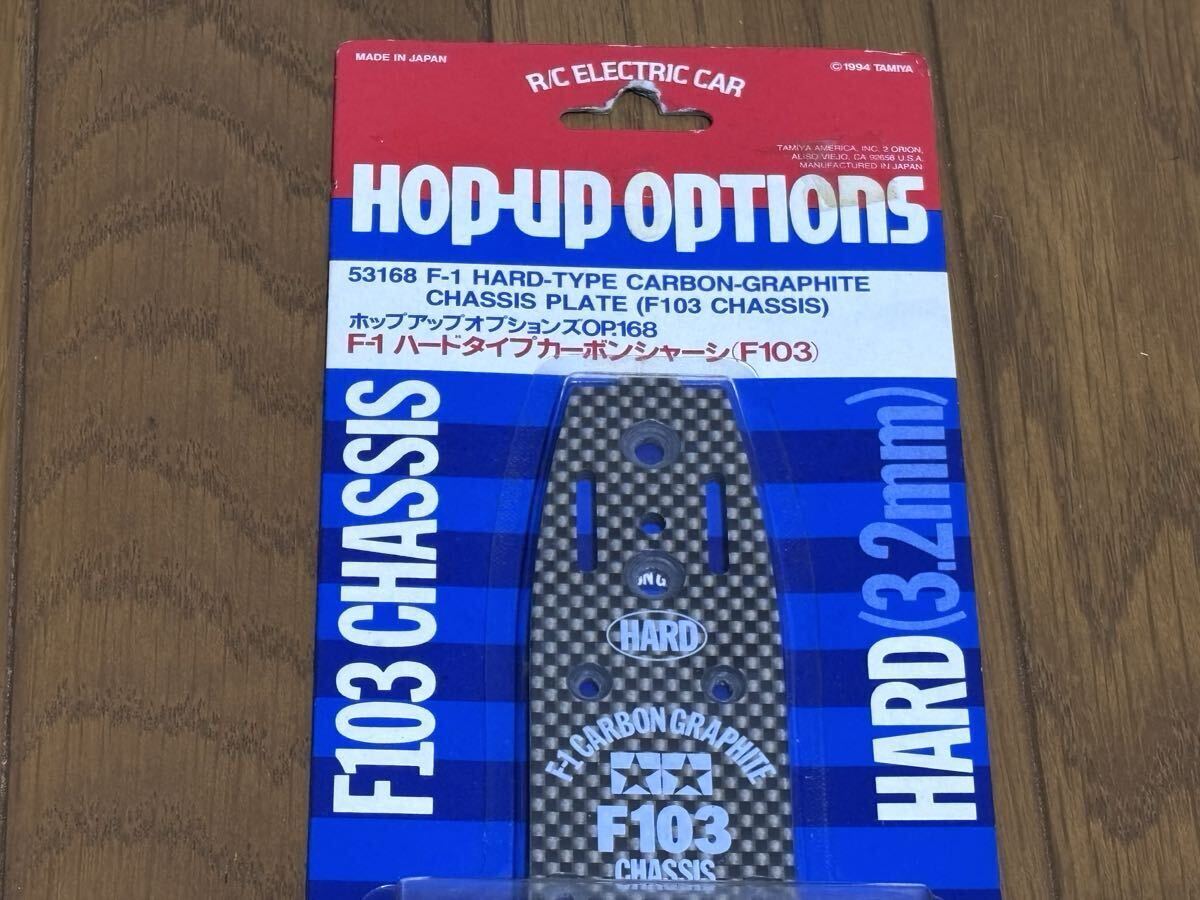 MADE IN JAPAN
R/C ELECTRIC CAR
©1994 TAMIYA
TAMIYA AMERICA, INC. 2 ORION,
ALISO VIEJO, CA 92656 U.S.A.
MANUFACTURED IN JAPAN
HOP-UP OPTIONS
53168 F-1 HARD-TYPE CARBON-GRAPHITE
CHASSIS PLATE (F103 CHASSIS)
ホップアップオプションズOP.168
F-1 ハードタイプカーボンシャーシ(F103)
F103 CHASSIS
HARD(3.2mm)
HARD
F-1 CARBON GRAPHITE
F103
CHASSIS